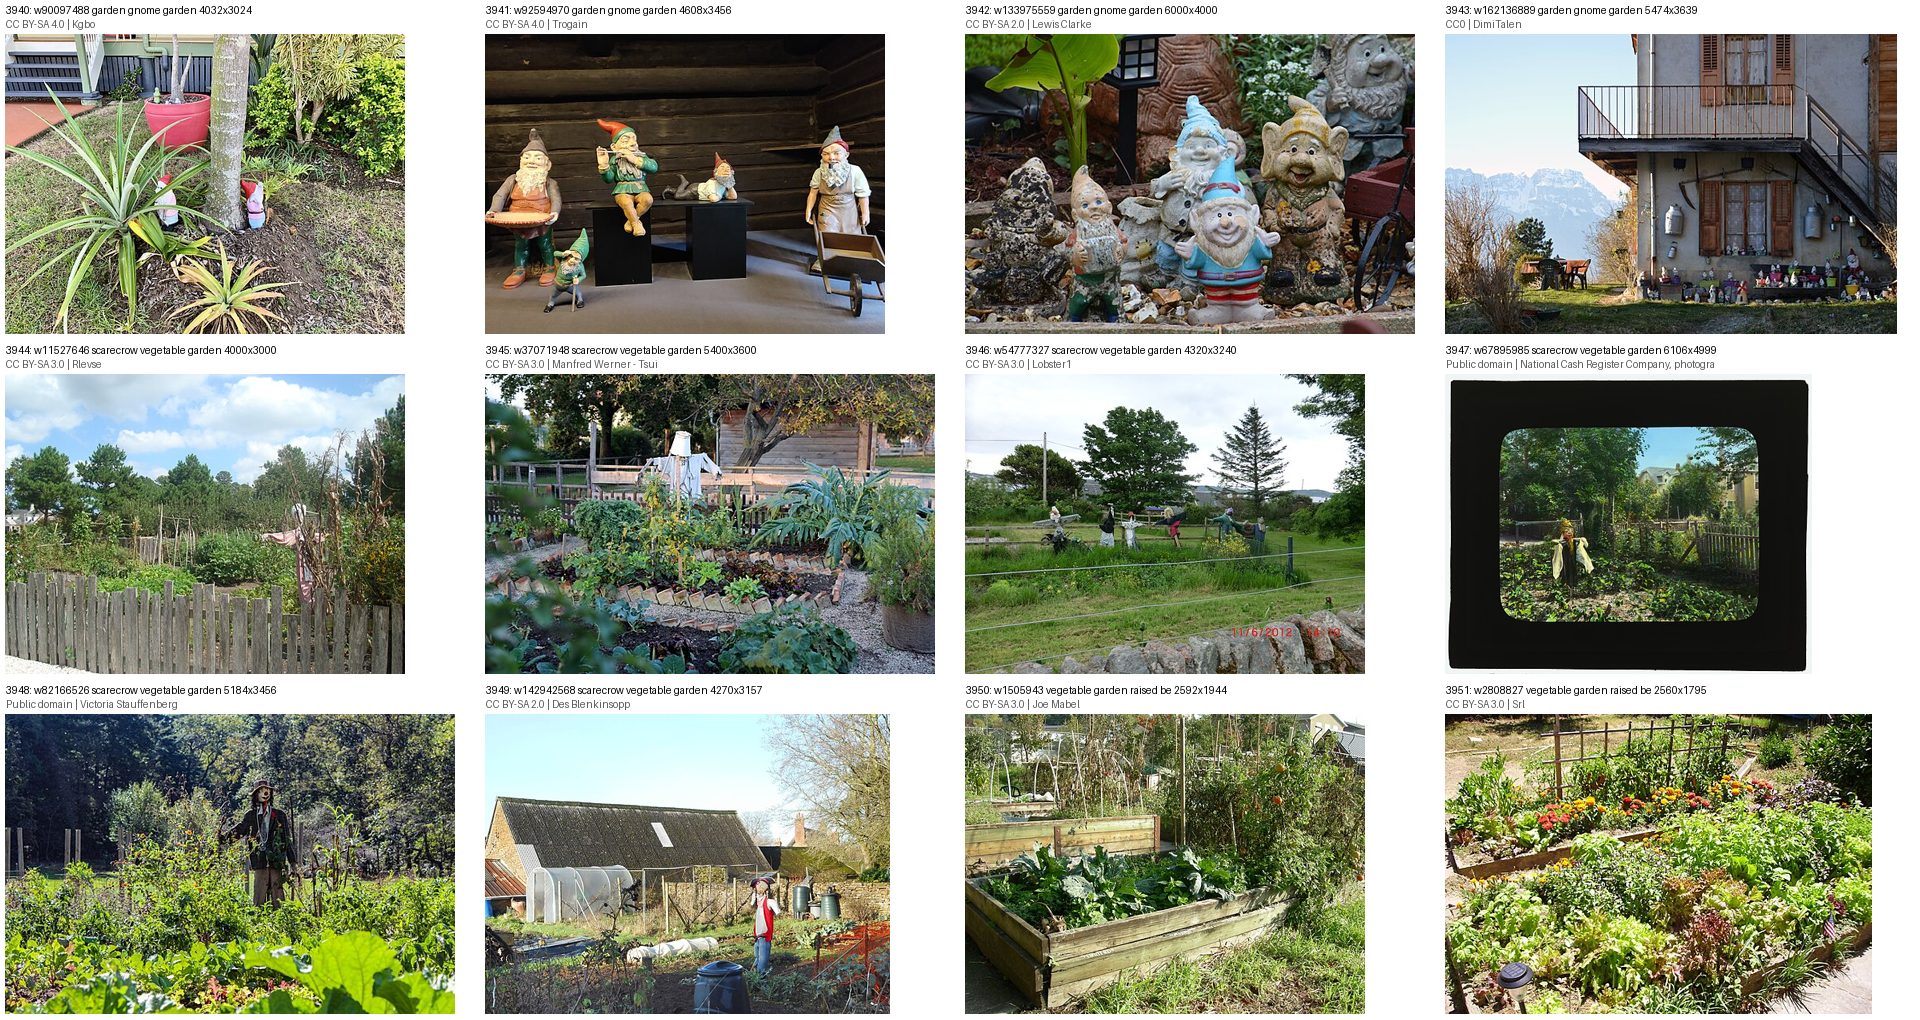 3940: w90097488 garden gnome garden 4032x3024
CC BY-SA 4.0 | Kgbo
3941: w92594970 garden gnome garden 4608x3456
CC BY-SA 4.0 | Trogain
3942: w133975559 garden gnome garden 6000x4000
CC BY-SA 2.0 | Lewis Clarke
3943: w162136889 garden gnome garden 5474x3639
CC0 | DimiTalen
3944: w11527646 scarecrow vegetable garden 4000x3000
CC BY-SA 3.0 | Rlevse
3945: w37071948 scarecrow vegetable garden 5400x3600
CC BY-SA 3.0 | Manfred Werner - Tsui
3946: w54777327 scarecrow vegetable garden 4320x3240
CC BY-SA 3.0 | Lobster1
11/6/2012
3947: w67895985 scarecrow vegetable garden 6106x4999
Public domain | National Cash Register Company, photogra
3948: w82166526 scarecrow vegetable garden 5184x3456
Public domain | Victoria Stauffenberg
3949: w142942568 scarecrow vegetable garden 4270x3157
CC BY-SA 2.0 | Des Blenkinsopp
3950: w1505943 vegetable garden raised be 2592x1944
CC BY-SA 3.0 | Joe Mabel
3951: w2808827 vegetable garden raised be 2560x1795
CC BY-SA 3.0 | Srl